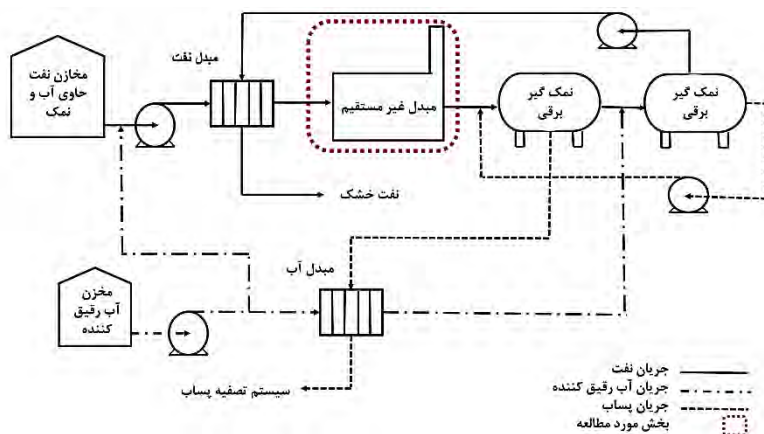 مخازن نفت
حاوی آب و
نمک
مبدل نفت
مبدل غیر مستقیم
نمک گیر
برقی
نمک گیر
برقی
نفت خشک
مبدل آب
مخزن
آب رقیق
کننده
سیستم تصفیه پساب
جریان نفت
جریان آب رقیق کننده
جریان پساب
بخش مورد مطالعه